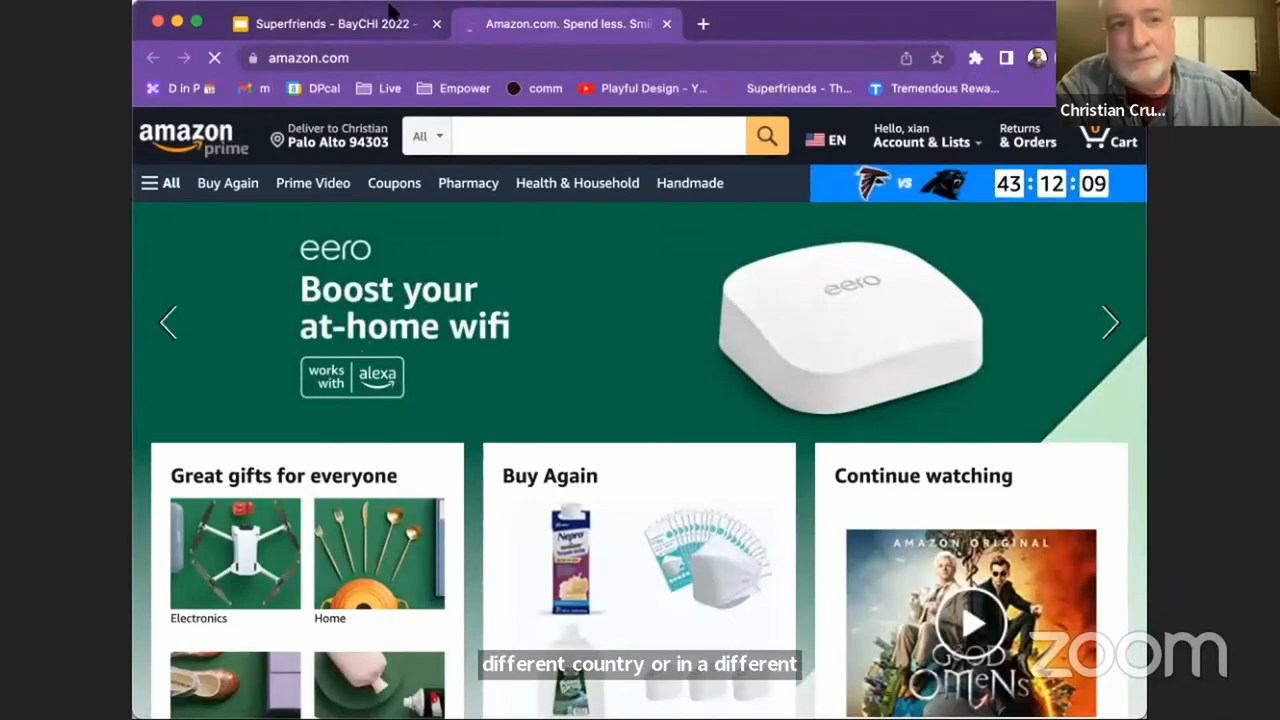 Superfriends - BayCHI 2022 -
Amazon.com. Spend less. Smil
amazon.com
D in P
m
DPcal
Live
Empower
comm
Playful Design - Y...
Superfriends - Th...
Tremendous Rewa...
Christian Cru...
amazon
prime
Deliver to Christian
Palo Alto 94303
All
EN
Hello, xian
Account & Lists
Returns
& Orders
0
Cart
All
Buy Again
Prime Video
Coupons
Pharmacy
Health & Household
Handmade
VS
43 : 12 : 09
eero
Boost your
at-home wifi
works
with
alexa
eero
Great gifts for everyone
Electronics
Home
Buy Again
Nepro
Continue watching
AMAZON ORIGINAL
GOOD
OMENS
different country or in a different
zoom